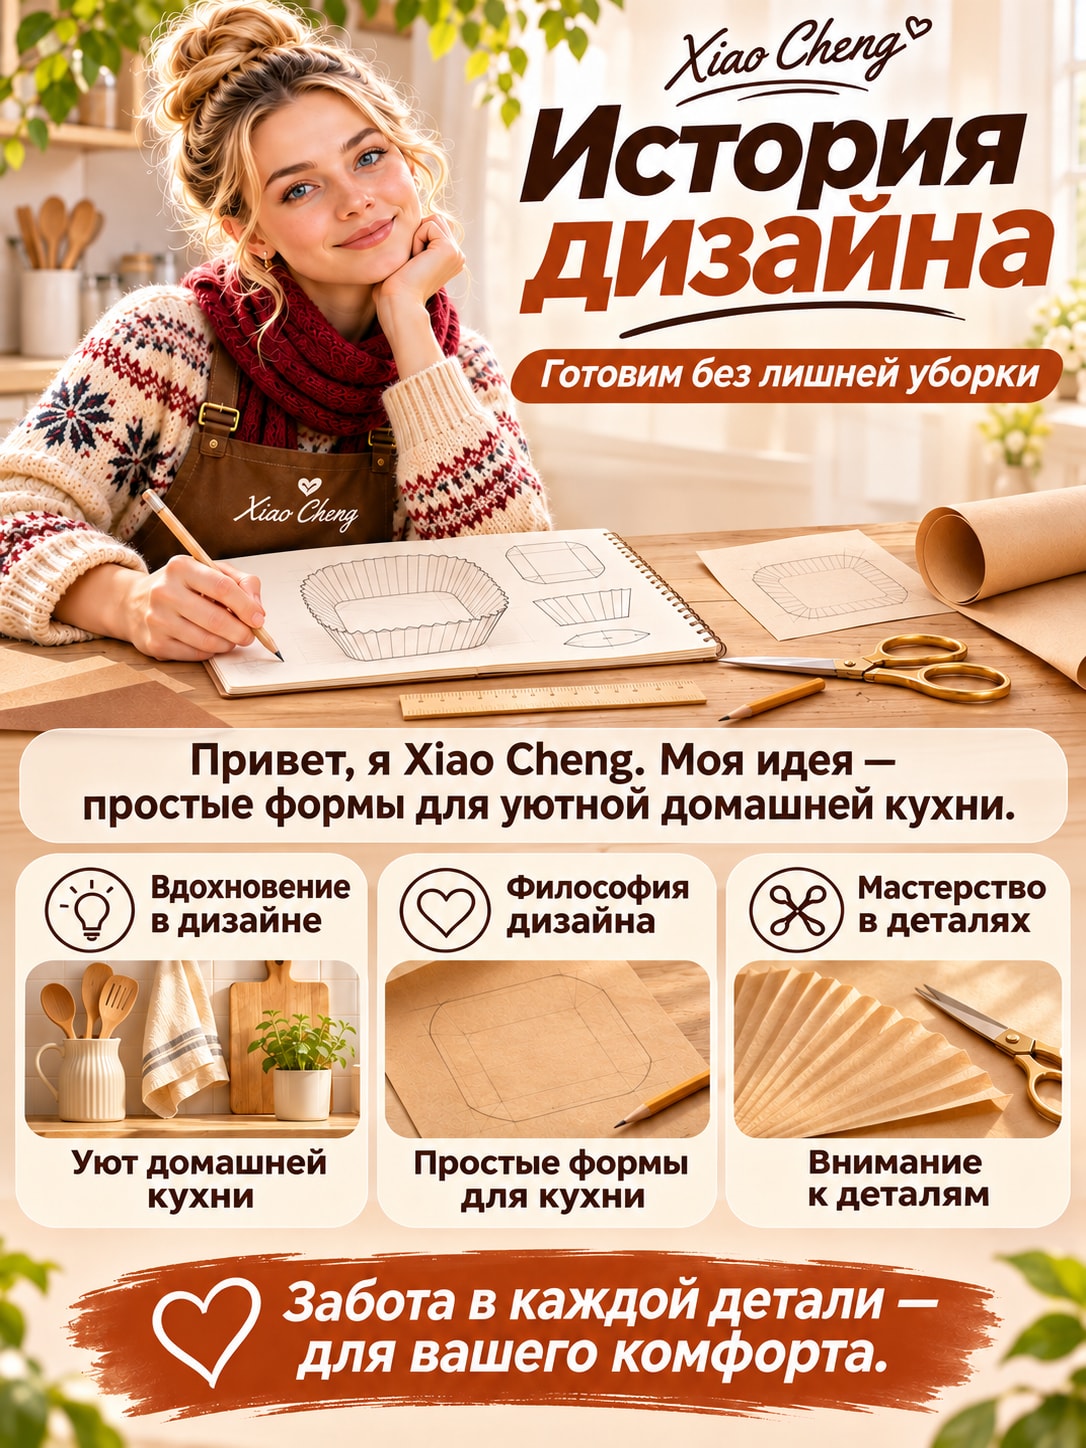 Xiao Cheng
История
дизайна
Готовим без лишней уборки
Xiao Cheng
Привет, я Xiao Cheng. Моя идея —
простые формы для уютной домашней кухни.
Вдохновение
в дизайне
Уют домашней
кухни
Философия
дизайна
Простые формы
для кухни
Мастерство
в деталях
Внимание
к деталям
Забота в каждой детали —
для вашего комфорта.